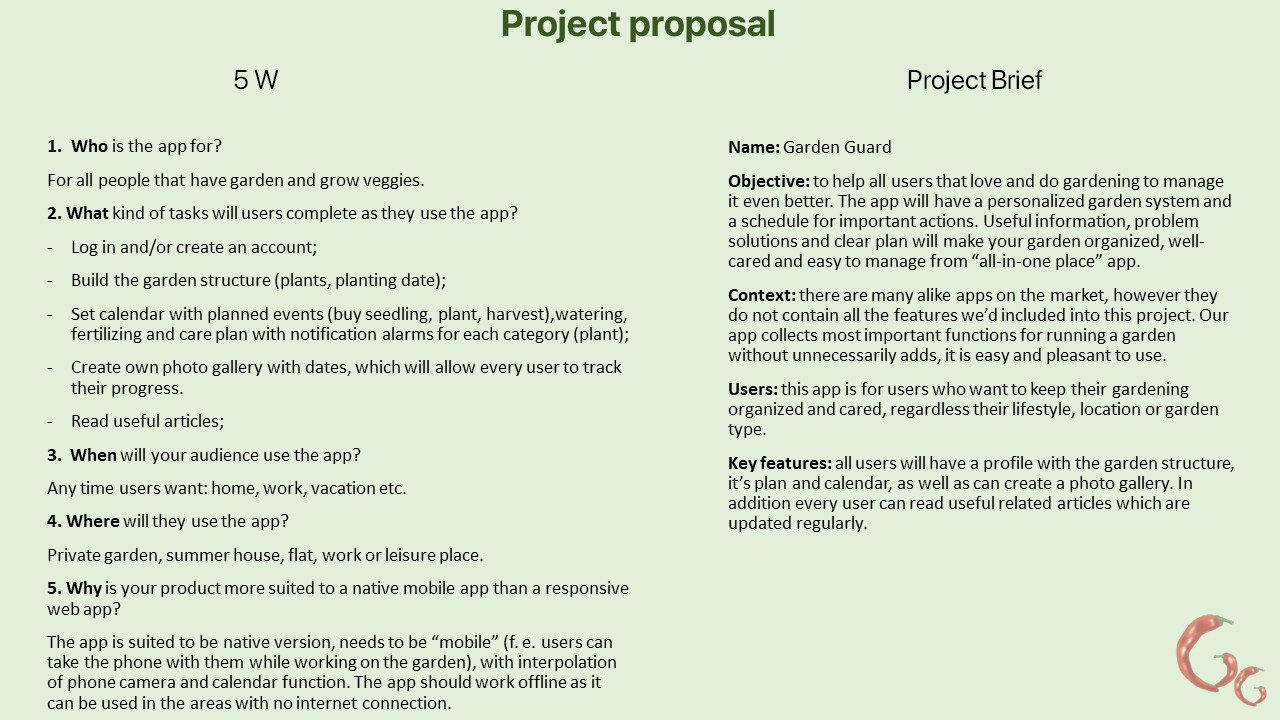 Project proposal
5 W
1. Who is the app for?
For all people that have garden and grow veggies.
2. What kind of tasks will users complete as they use the app?
- Log in and/or create an account;
- Build the garden structure (plants, planting date);
- Set calendar with planned events (buy seedling, plant, harvest),watering,
fertilizing and care plan with notification alarms for each category (plant);
- Create own photo gallery with dates, which will allow every user to track
their progress.
- Read useful articles;
3. When will your audience use the app?
Any time users want: home, work, vacation etc.
4. Where will they use the app?
Private garden, summer house, flat, work or leisure place.
5. Why is your product more suited to a native mobile app than a responsive
web app?
The app is suited to be native version, needs to be “mobile” (f. e. users can
take the phone with them while working on the garden), with interpolation
of phone camera and calendar function. The app should work offline as it
can be used in the areas with no internet connection.
Project Brief
Name: Garden Guard
Objective: to help all users that love and do gardening to manage
it even better. The app will have a personalized garden system and
a schedule for important actions. Useful information, problem
solutions and clear plan will make your garden organized, well-
cared and easy to manage from “all-in-one place” app.
Context: there are many alike apps on the market, however they
do not contain all the features we’d included into this project. Our
app collects most important functions for running a garden
without unnecessarily adds, it is easy and pleasant to use.
Users: this app is for users who want to keep their gardening
organized and cared, regardless their lifestyle, location or garden
type.
Key features: all users will have a profile with the garden structure,
it’s plan and calendar, as well as can create a photo gallery. In
addition every user can read useful related articles which are
updated regularly.
GG